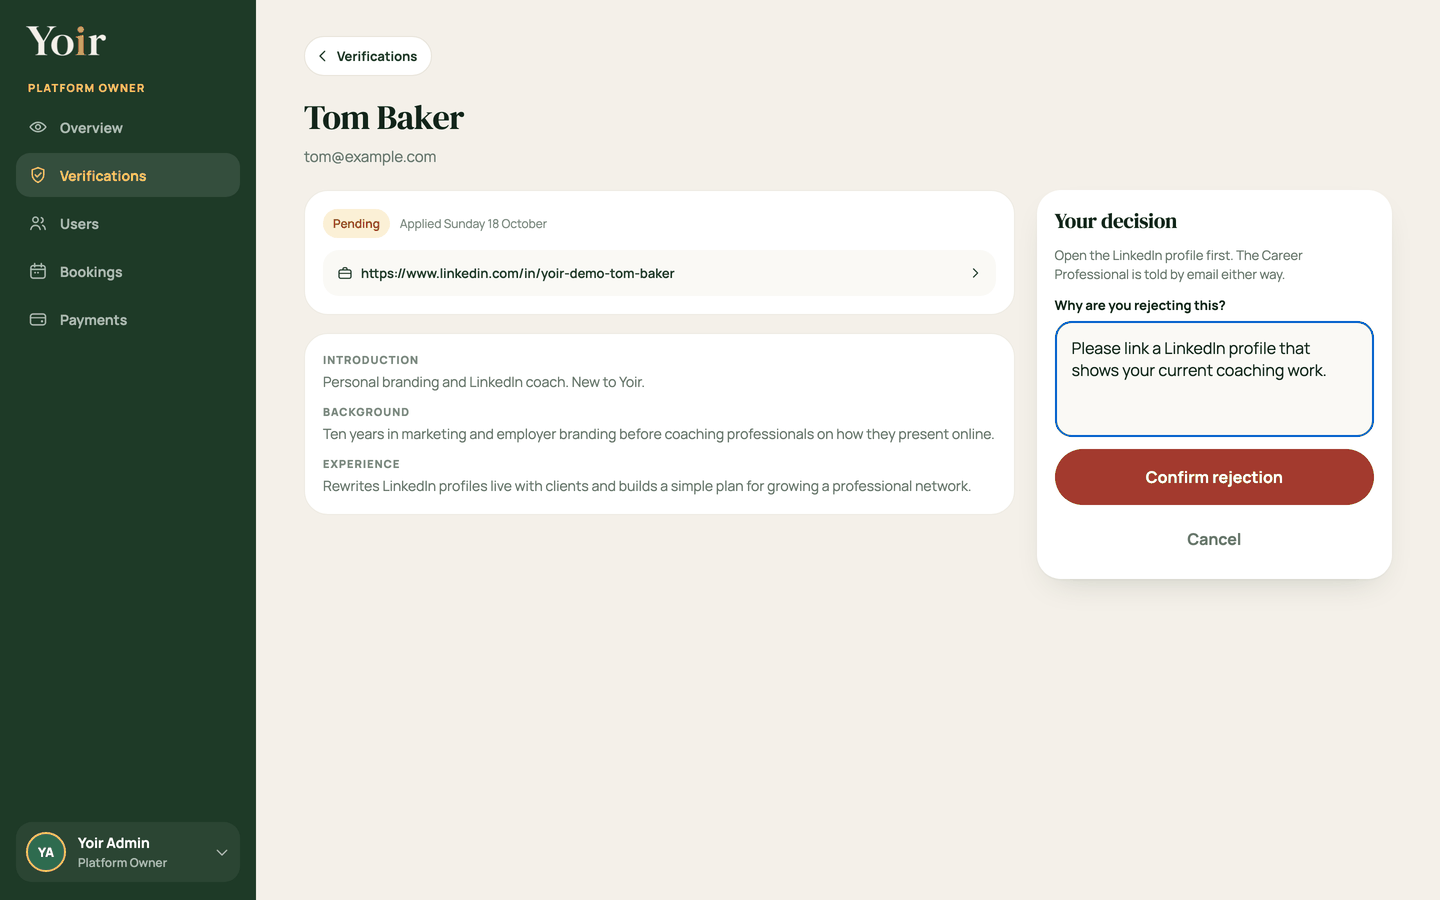 Yoir
PLATFORM OWNER
Overview
Verifications
Users
Bookings
Payments
YA
Yoir Admin
Platform Owner
Verifications
Tom Baker
tom@example.com
Pending
Applied Sunday 18 October
https://www.linkedin.com/in/yoir-demo-tom-baker
INTRODUCTION
Personal branding and LinkedIn coach. New to Yoir.
BACKGROUND
Ten years in marketing and employer branding before coaching professionals on how they present online.
EXPERIENCE
Rewrites LinkedIn profiles live with clients and builds a simple plan for growing a professional network.
Your decision
Open the LinkedIn profile first. The Career
Professional is told by email either way.
Why are you rejecting this?
Please link a LinkedIn profile that
shows your current coaching work.
Confirm rejection
Cancel